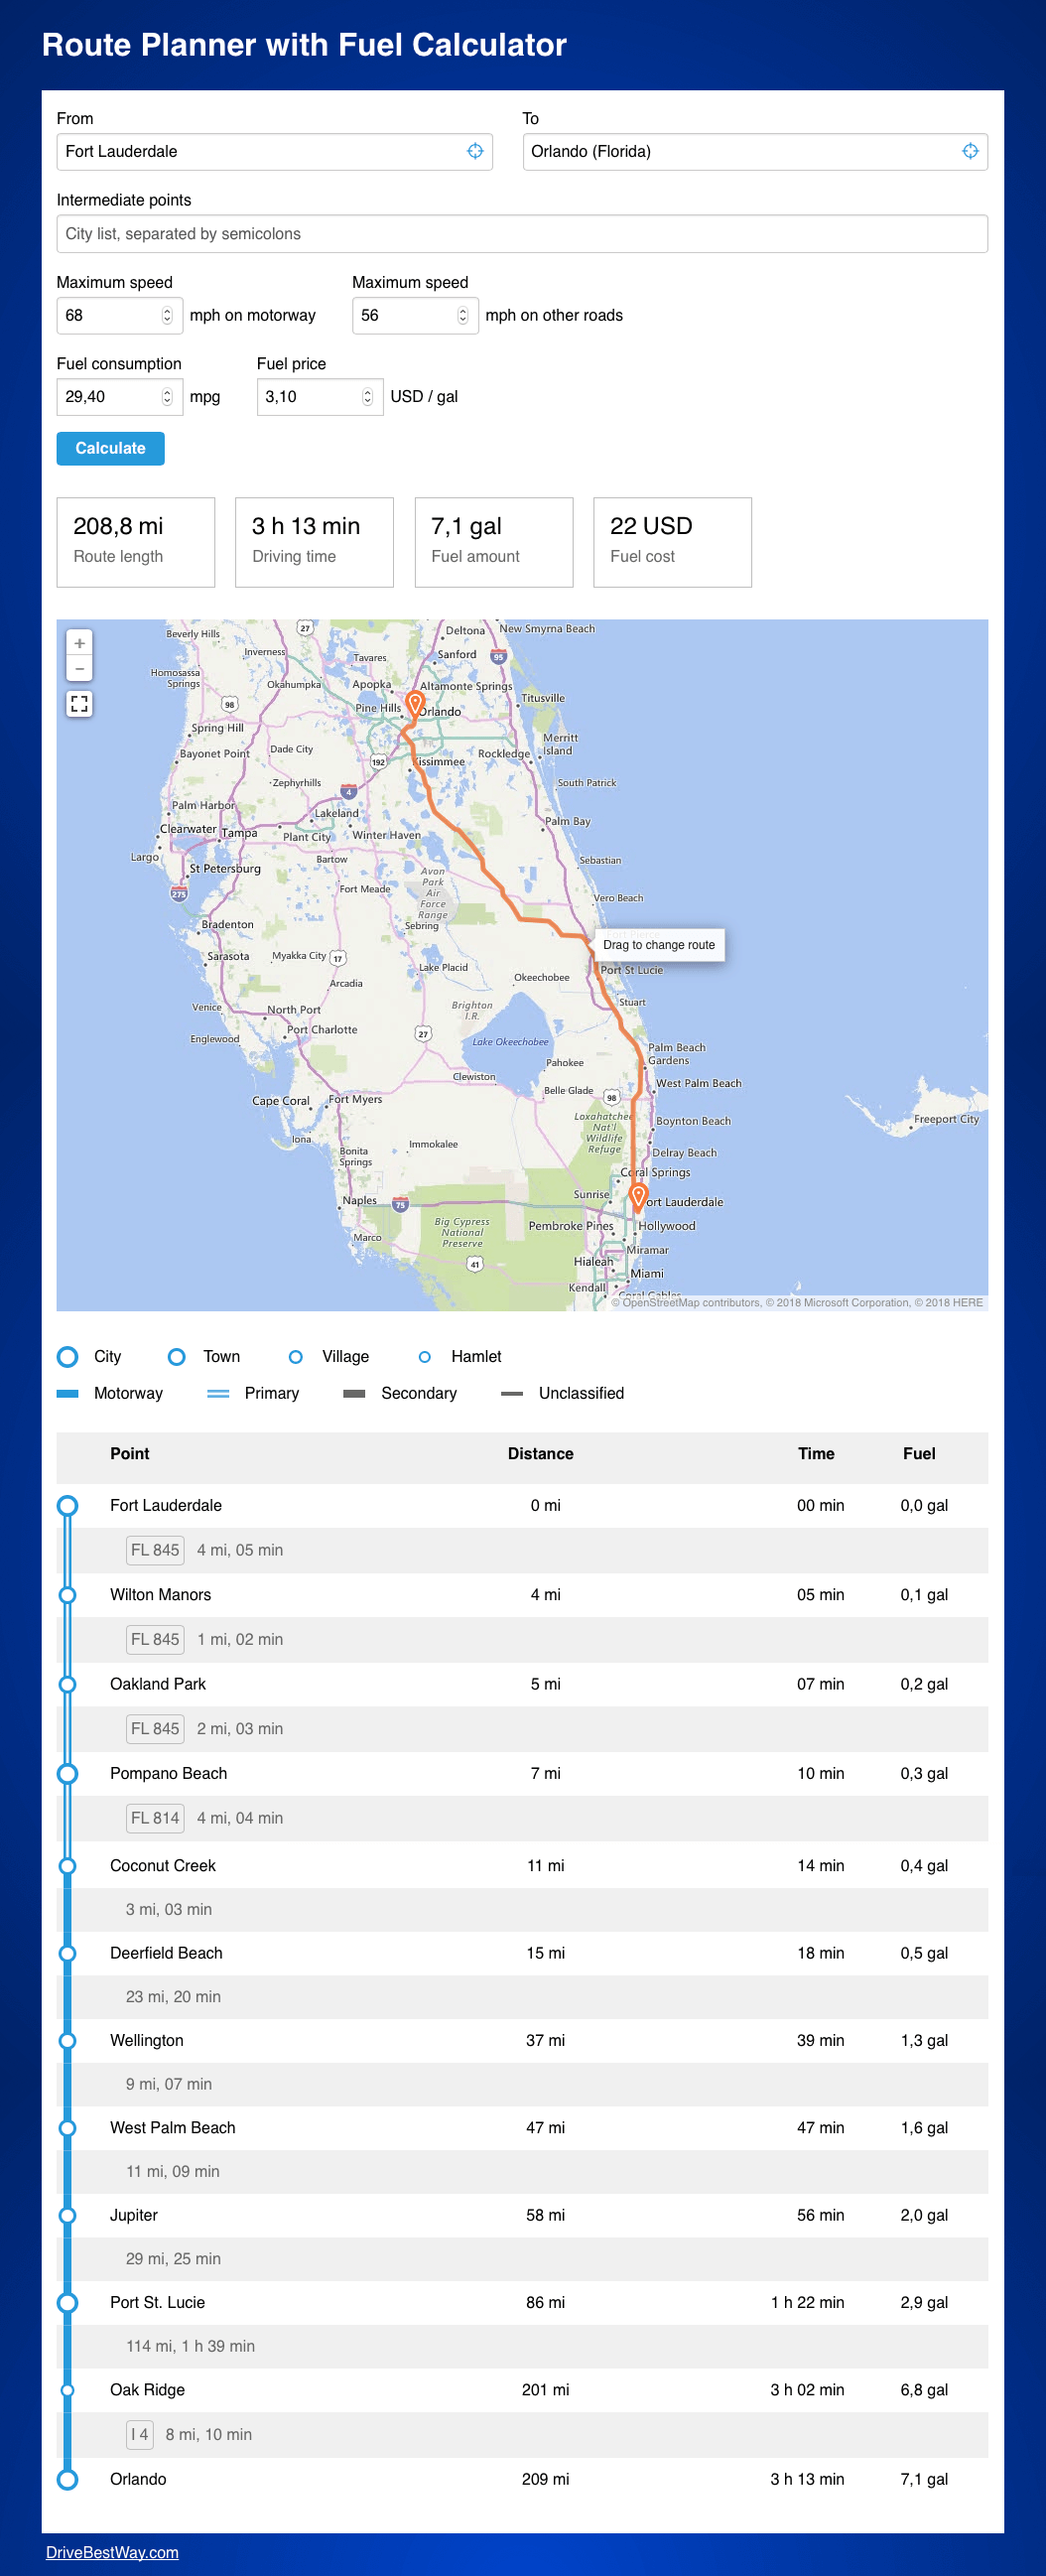 Route Planner with Fuel Calculator
From
To
Fort Lauderdale
Orlando (Florida)
Intermediate points
City list, separated by semicolons
Maximum speed
Maximum speed
68 mph on motorway
56 mph on other roads
Fuel consumption
Fuel price
29,40 mpg
3,10 USD / gal
Calculate
208,8 mi
Route length
3 h 13 min
Driving time
7,1 gal
Fuel amount
22 USD
Fuel cost
+
−
Beverly Hills
27
Deltona
New Smyrna Beach
Inverness
Tavares
Sanford
95
Homosassa
Springs
Okahumpka
Apopka
Altamonte Springs
98
Pine Hills
Orlando
Titusville
Spring Hill
Merritt
Island
Bayonet Point
Dade City
192
Kissimmee
Rockledge
Zephyrhills
4
South Patrick
Palm Harbor
Lakeland
Clearwater
Tampa
Plant City
Winter Haven
Palm Bay
Largo
St Petersburg
Bartow
Sebastian
275
Fort Meade
Avon
Park
Air
Force
Range
Vero Beach
Bradenton
Sebring
Fort Pierce
Drag to change route
Sarasota
Myakka City
17
Lake Placid
Okeechobee
Port St Lucie
Arcadia
Venice
North Port
Brighton
I.R.
Stuart
Englewood
Port Charlotte
27
Lake Okeechobee
Palm Beach
Gardens
Pahokee
Clewiston
West Palm Beach
Belle Glade
98
Cape Coral
Fort Myers
Loxahatchee
Nat'l
Wildlife
Refuge
Boynton Beach
Freeport City
Iona
Bonita
Springs
Immokalee
Delray Beach
Coral Springs
Naples
75
Sunrise
ort Lauderdale
Big Cypress
National
Preserve
Pembroke Pines
Hollywood
Marco
Miramar
41
Hialeah
Miami
Kendall
Coral Gables
© OpenStreetMap contributors, © 2018 Microsoft Corporation, © 2018 HERE
City
Town
Village
Hamlet
Motorway
Primary
Secondary
Unclassified
Point Distance Time Fuel
Fort Lauderdale 0 mi 00 min 0,0 gal
FL 845 4 mi, 05 min
Wilton Manors 4 mi 05 min 0,1 gal
FL 845 1 mi, 02 min
Oakland Park 5 mi 07 min 0,2 gal
FL 845 2 mi, 03 min
Pompano Beach 7 mi 10 min 0,3 gal
FL 814 4 mi, 04 min
Coconut Creek 11 mi 14 min 0,4 gal
3 mi, 03 min
Deerfield Beach 15 mi 18 min 0,5 gal
23 mi, 20 min
Wellington 37 mi 39 min 1,3 gal
9 mi, 07 min
West Palm Beach 47 mi 47 min 1,6 gal
11 mi, 09 min
Jupiter 58 mi 56 min 2,0 gal
29 mi, 25 min
Port St. Lucie 86 mi 1 h 22 min 2,9 gal
114 mi, 1 h 39 min
Oak Ridge 201 mi 3 h 02 min 6,8 gal
I 4 8 mi, 10 min
Orlando 209 mi 3 h 13 min 7,1 gal
DriveBestWay.com